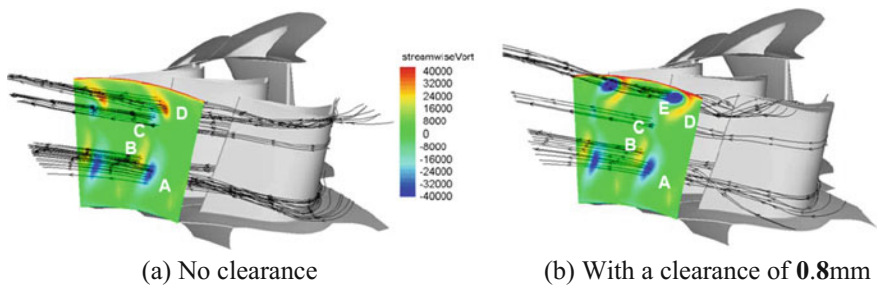 streamwiseVort
40000
32000
24000
16000
8000
0
-8000
-16000
-24000
-32000
-40000
D
C
B
A
E
D
C
B
A
(a) No clearance
(b) With a clearance of 0.8mm